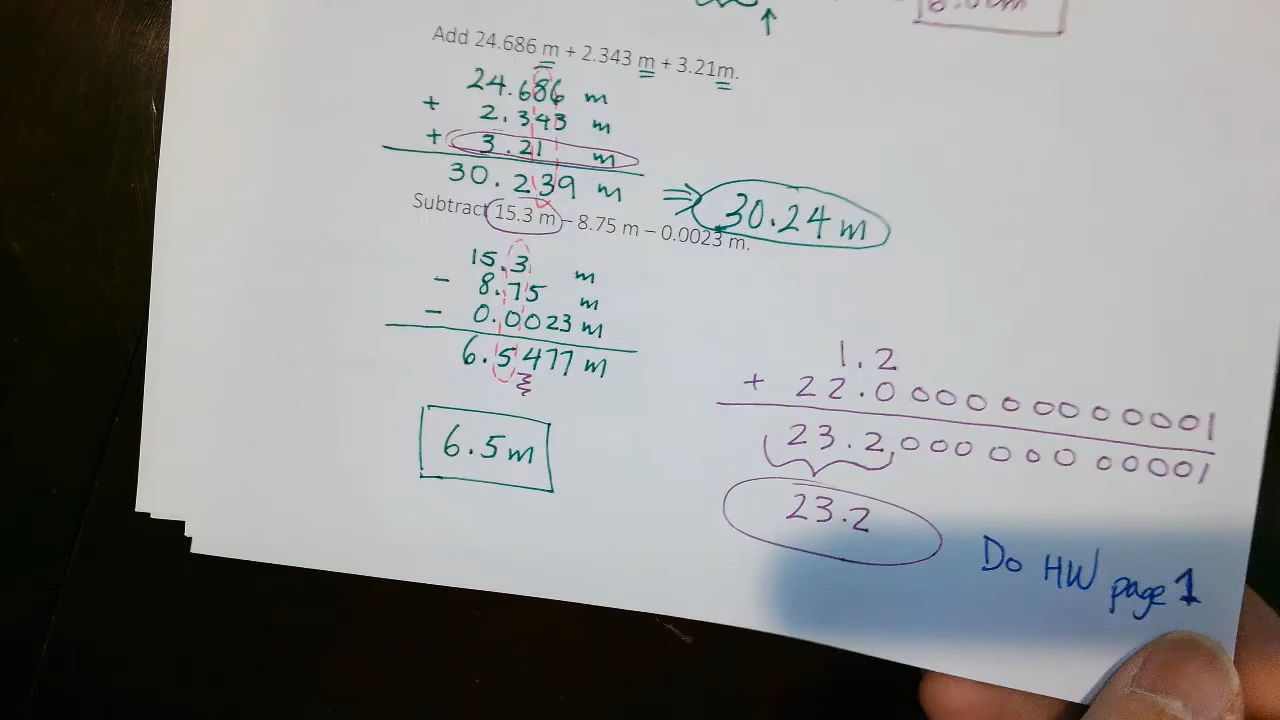 Add 24.686 m + 2.343 m + 3.21m.
24.686 m
+ 2.343 m
+ 3.21 m
30.239 m ⇒ 30.24 m
Subtract 15.3 m – 8.75 m – 0.0023 m.
15.3 m
- 8.75 m
- 0.0023 m
6.5477 m
6.5 m
1.2
+ 22.00000000001
23.20000000001
23.2
Do HW page 1